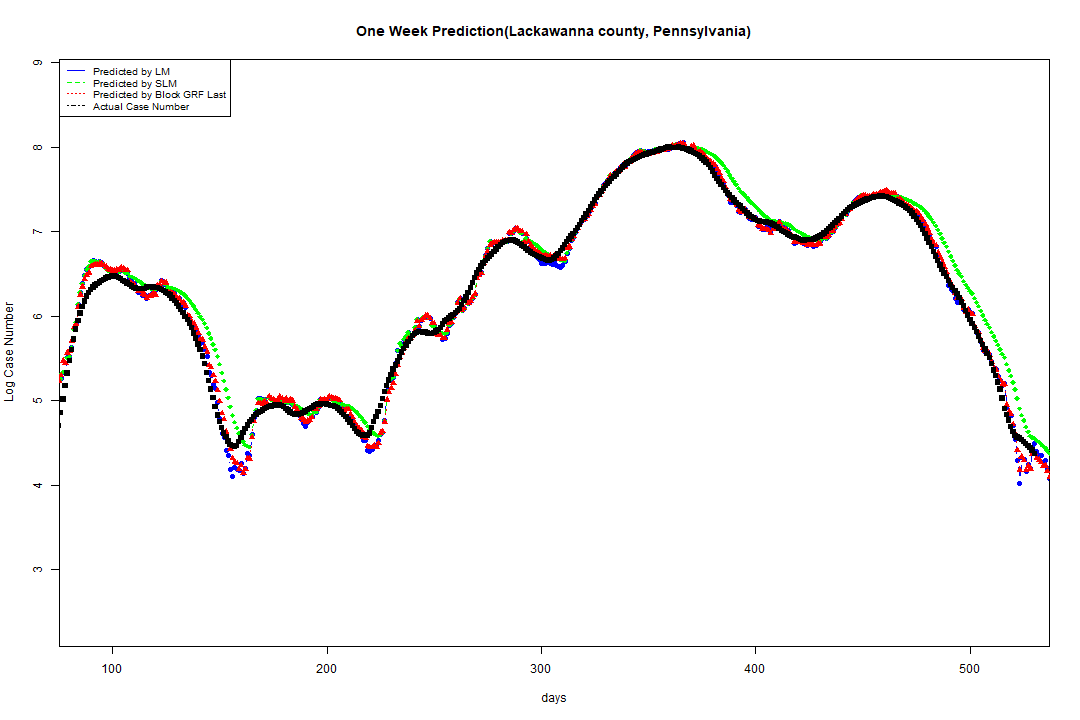 One Week Prediction(Lackawanna county, Pennsylvania)
Predicted by LM
Predicted by SLM
Predicted by Block GRF Last
Actual Case Number
Log Case Number
9
8
7
6
5
4
3
100 200 300 400 500
days